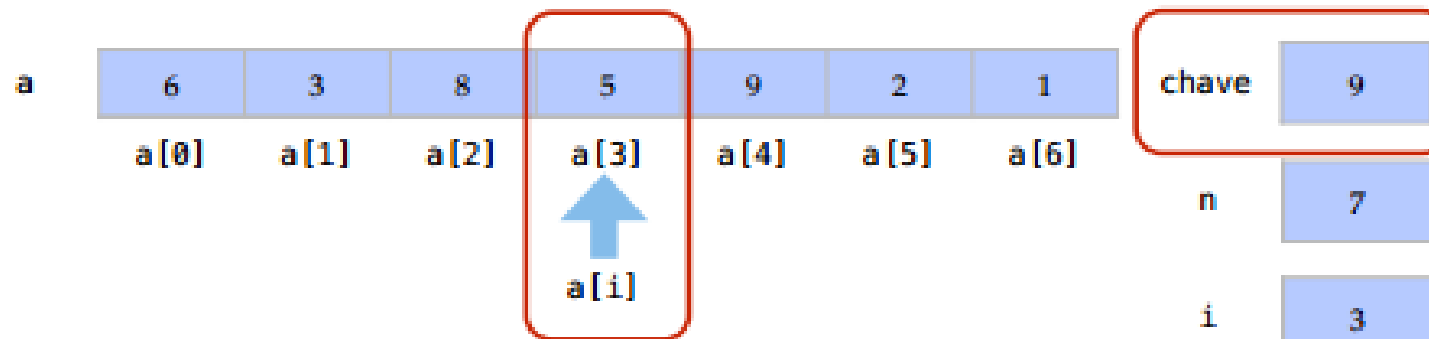 a 6 3 8 5 9 2 1 chave 9
a[0] a[1] a[2] a[3] a[4] a[5] a[6]
n 7
a[i]
i 3